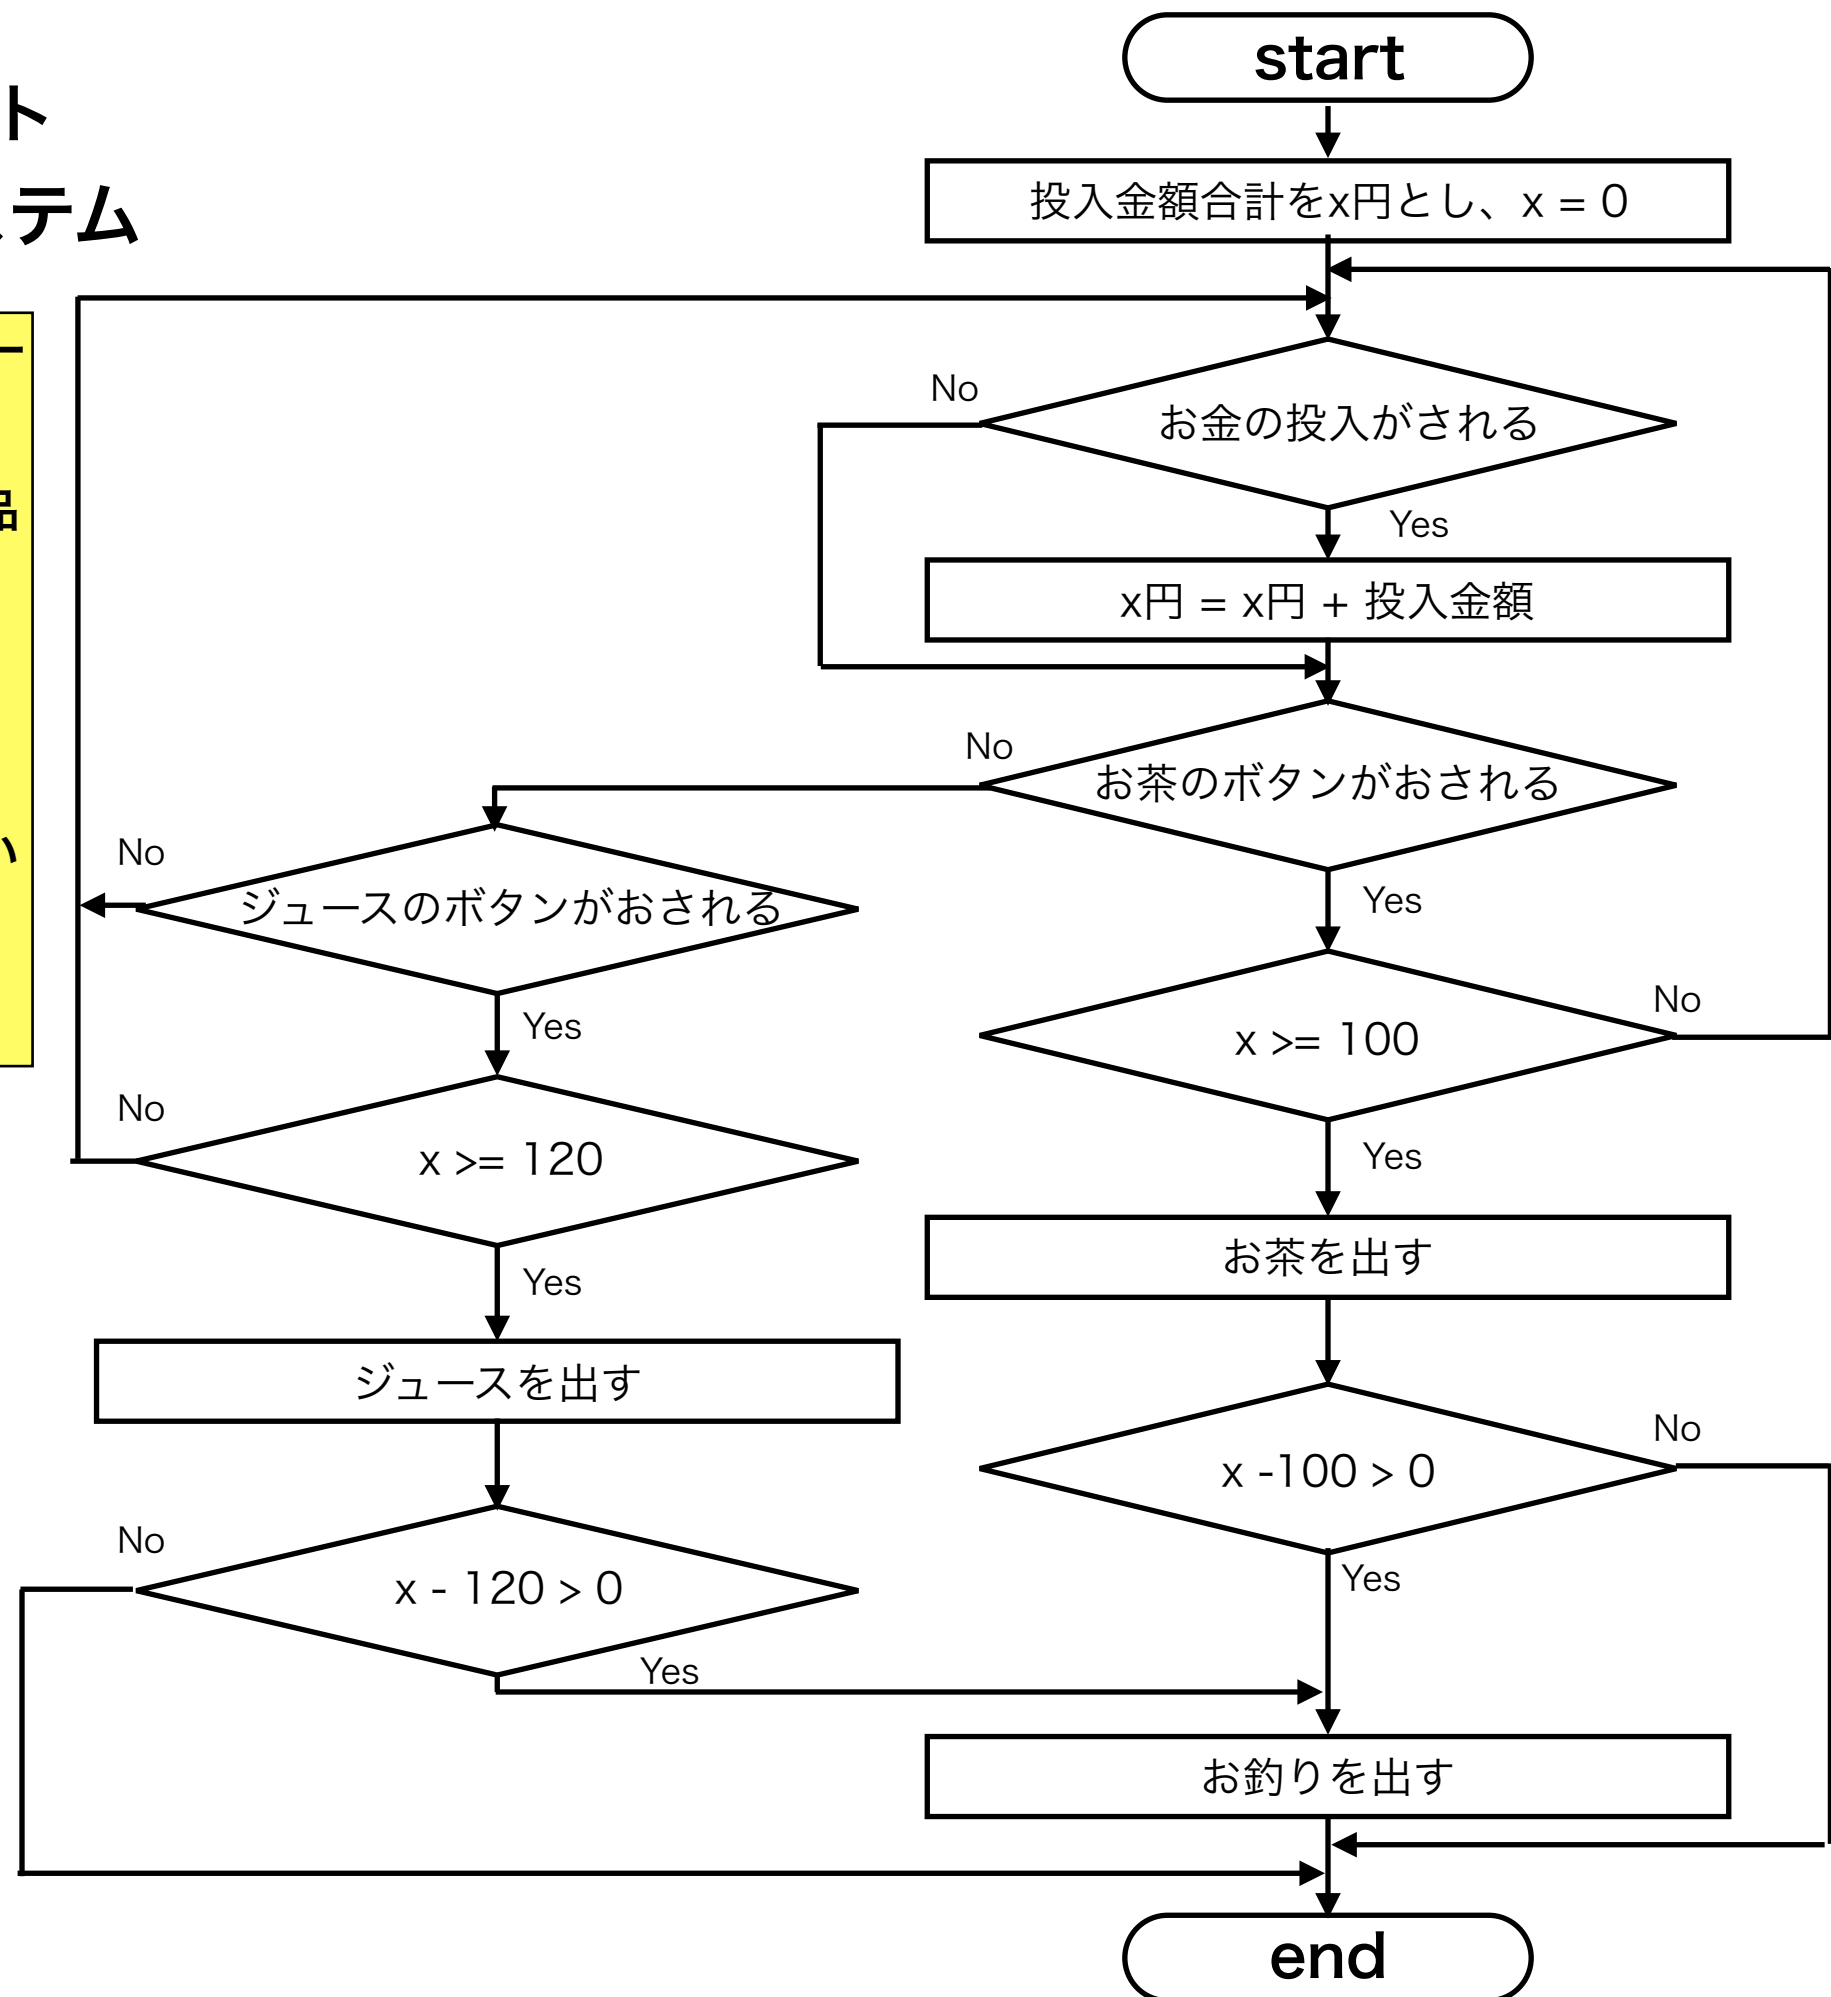 start
ト
テム
投入金額合計をx円とし、x = 0
ー
No
お金の投入がされる
Yes
品
x円 = x円 + 投入金額
No
お茶のボタンがおされる
No
い
ジュースのボタンがおされる
Yes
Yes
No
x >= 100
No
x >= 120
Yes
お茶を出す
Yes
ジュースを出す
No
x -100 > 0
No
x - 120 > 0
Yes
Yes
お釣りを出す
end